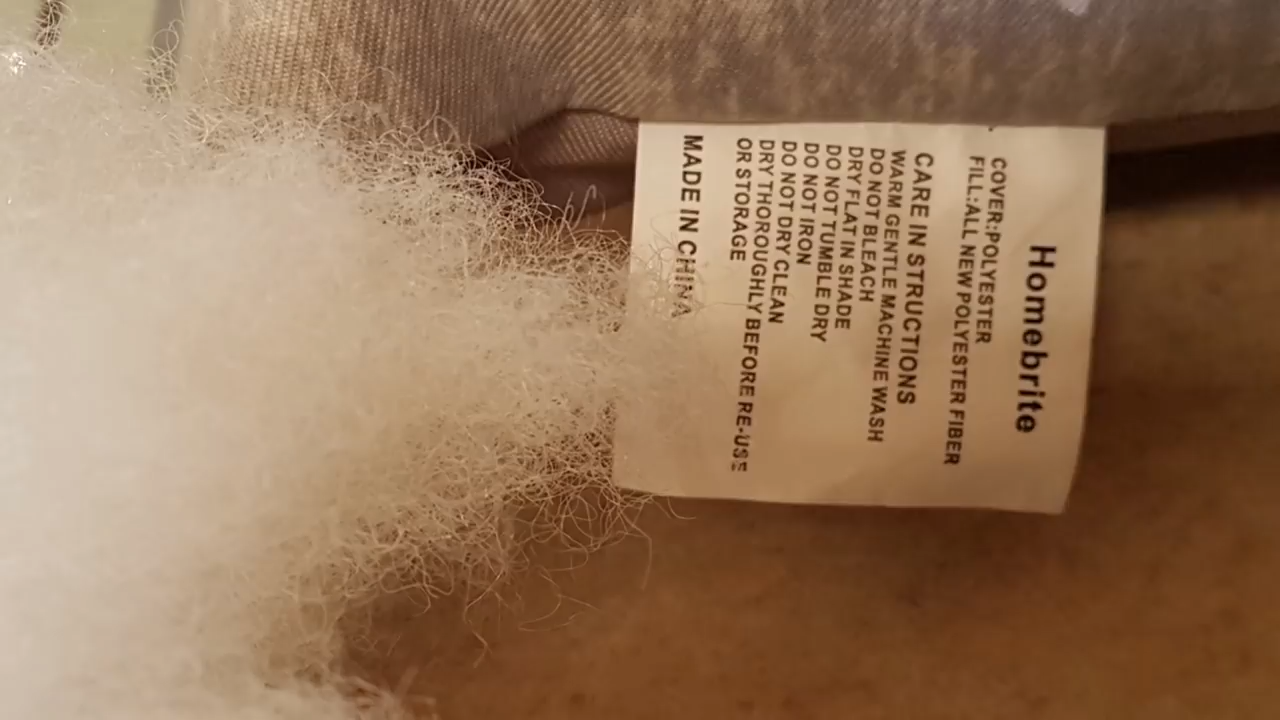 Homebrite
COVER:POLYESTER
FILL:ALL NEW POLYESTER FIBER
CARE IN STRUCTIONS
WARM GENTLE MACHINE WASH
DO NOT BLEACH
DRY FLAT IN SHADE
DO NOT TUMBLE DRY
DO NOT IRON
DO NOT DRY CLEAN
DRY THOROUGHLY BEFORE RE-USE
OR STORAGE
MADE IN CHINA